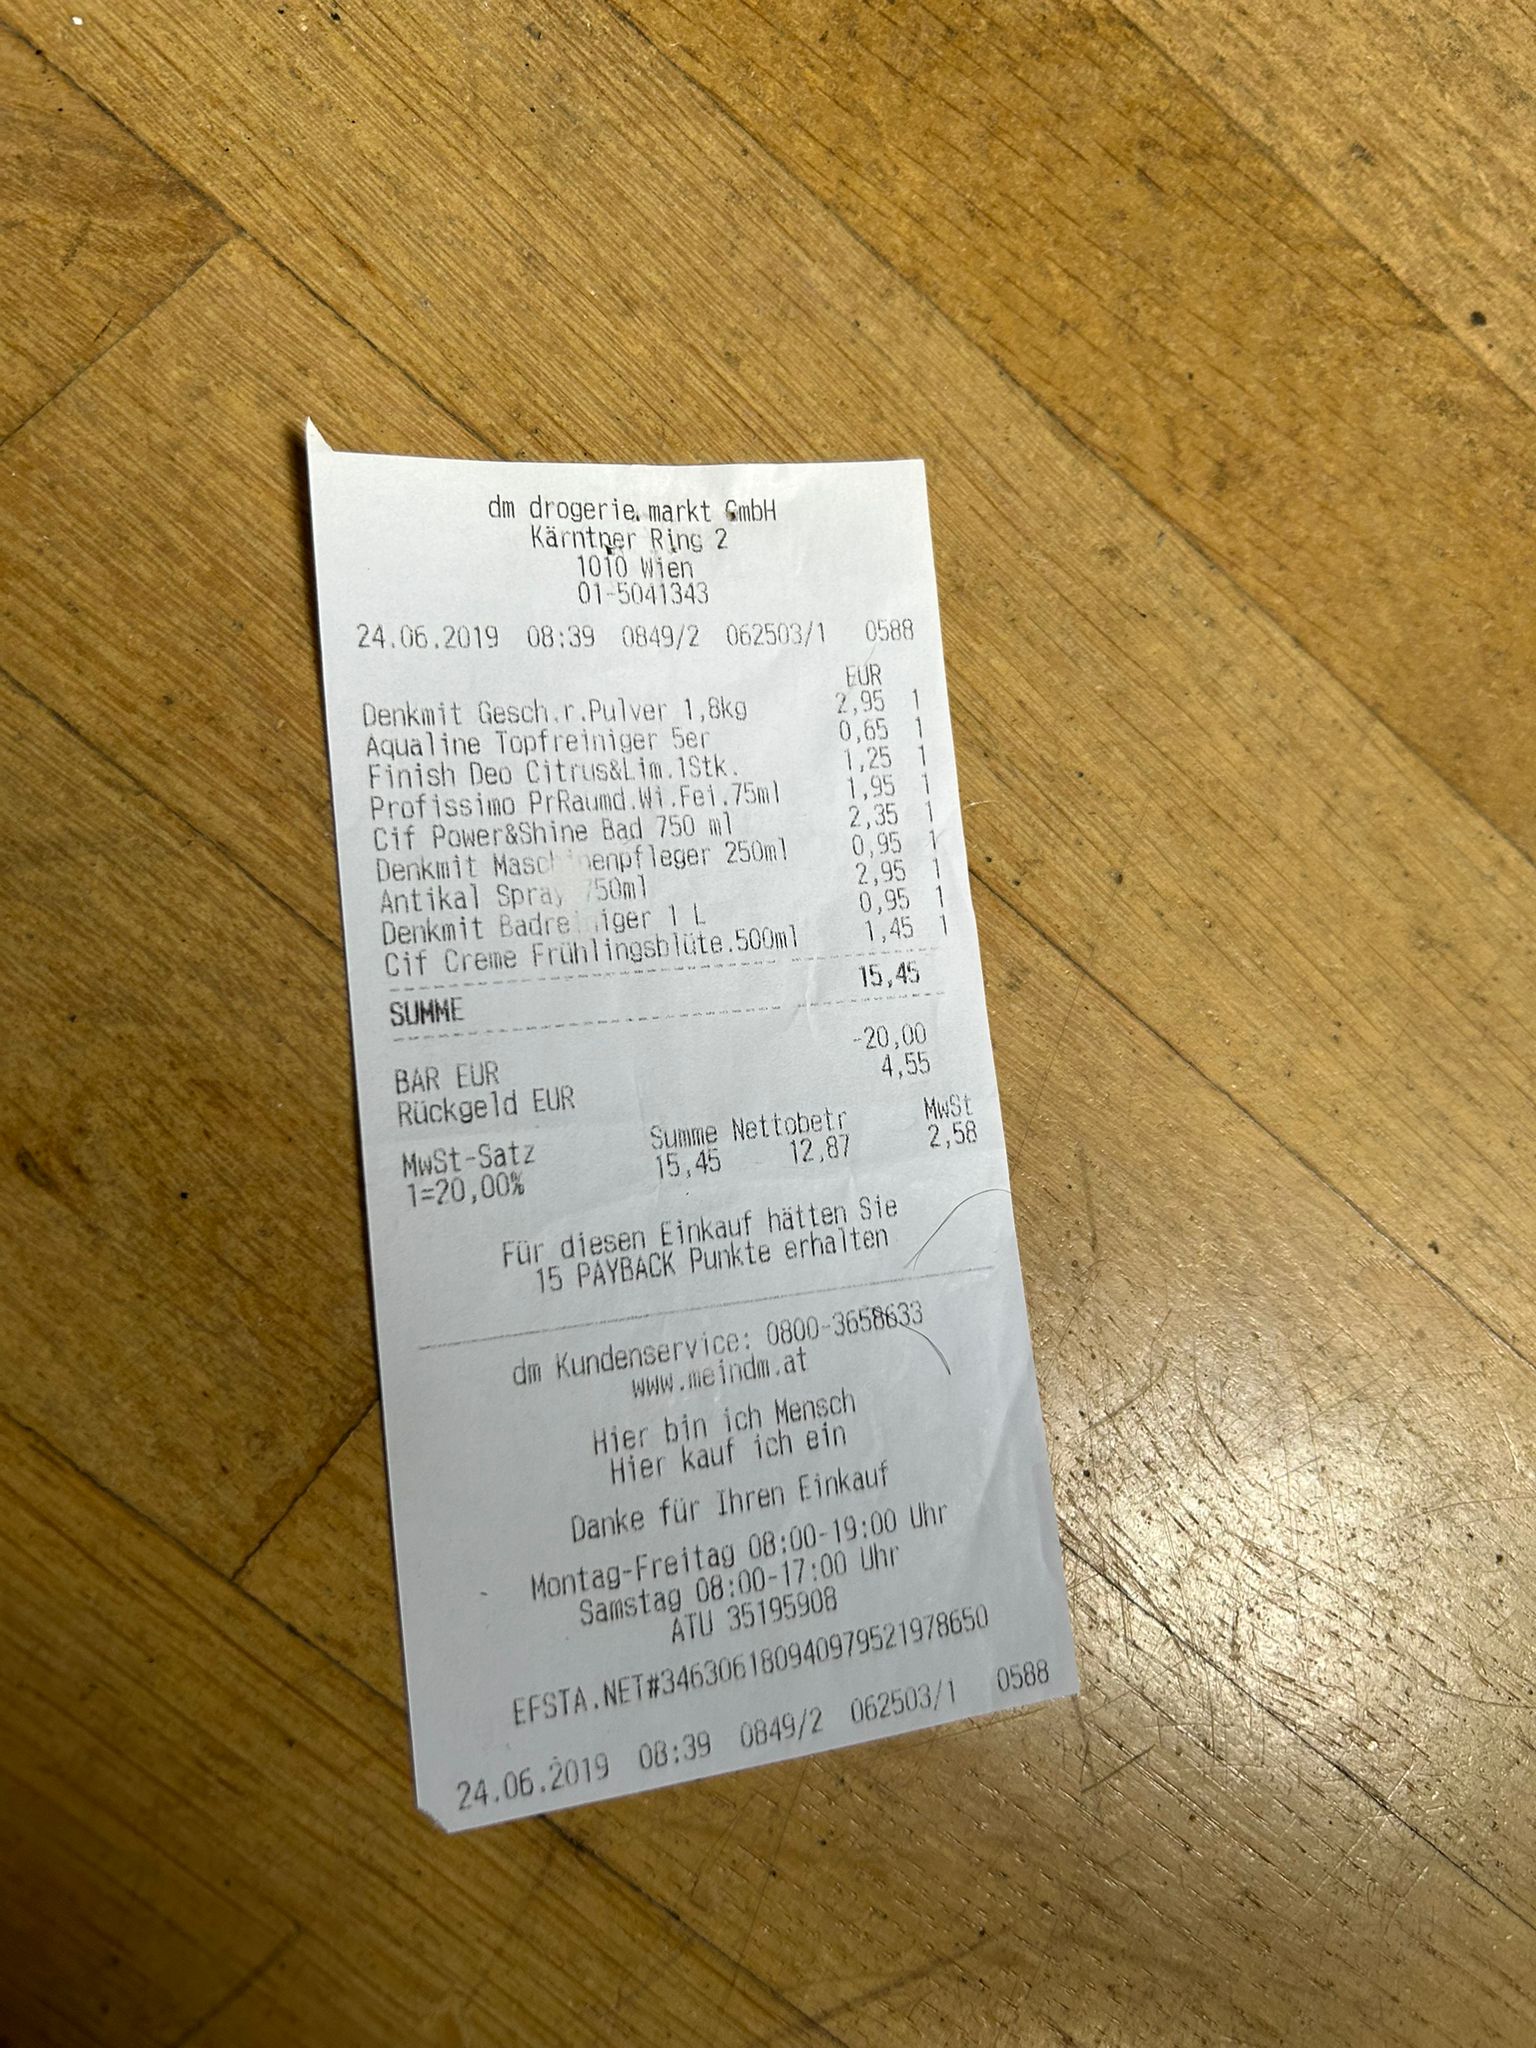 dm drogerie markt GmbH
Kärntner Ring 2
1010 Wien
01-5041343
24.06.2019 08:39 0849/2 062503/1 0588
EUR
Denkmit Gesch.r.Pulver 1,8kg 2,95 1
Aqualine Topfreiniger 5er 0,65 1
Finish Deo Citrus&Lim.1Stk. 1,25 1
Profissimo PrRaumd.Wi.Fei.75ml 1,95 1
Cif Power&Shine Bad 750 ml 2,35 1
Denkmit Maschinenpfleger 250ml 0,95 1
Antikal Spray 750ml 2,95 1
Denkmit Badreiniger 1 L 0,95 1
Cif Creme Frühlingsblüte.500ml 1,45 1
SUMME 15,45
BAR EUR -20,00
Rückgeld EUR 4,55
MwSt-Satz Summe Nettobetr MwSt
1=20,00% 15,45 12,87 2,58
Für diesen Einkauf hätten Sie
15 PAYBACK Punkte erhalten
dm Kundenservice: 0800-3658633
www.meindm.at
Hier bin ich Mensch
Hier kauf ich ein
Danke für Ihren Einkauf
Montag-Freitag 08:00-19:00 Uhr
Samstag 08:00-17:00 Uhr
ATU 35195908
EFSTA.NET#34630618094097952197​8650
24.06.2019 08:39 0849/2 062503/1 0588